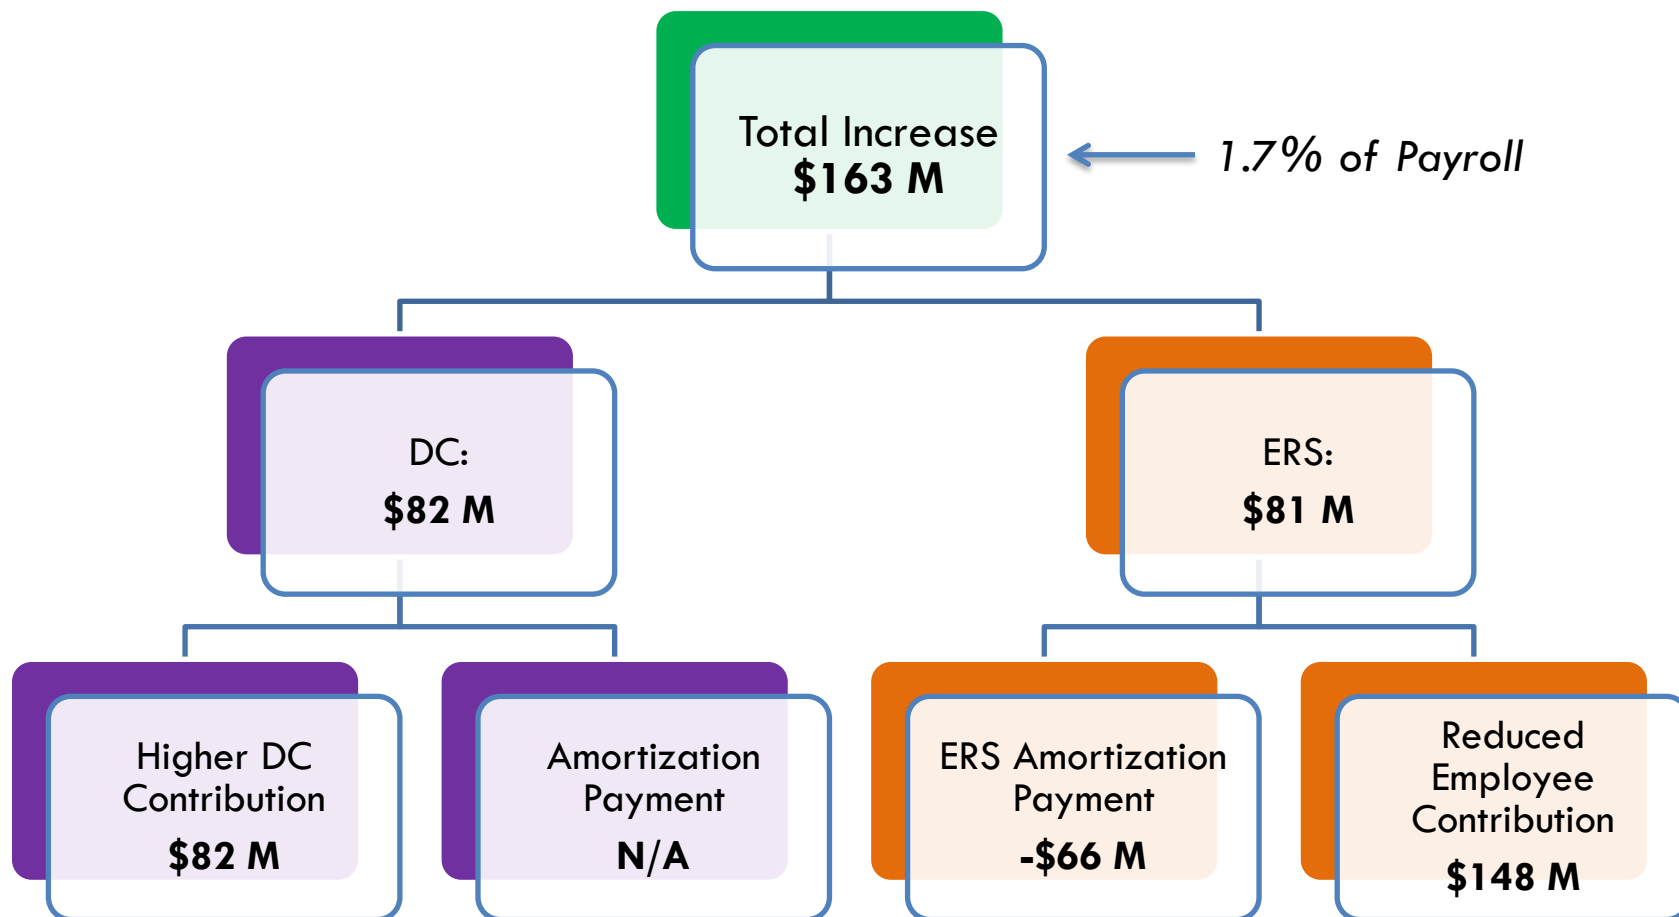 Total Increase
$163 M
1.7% of Payroll
DC:
$82 M
ERS:
$81 M
Higher DC
Contribution
$82 M
Amortization
Payment
N/A
ERS Amortization
Payment
-$66 M
Reduced
Employee
Contribution
$148 M